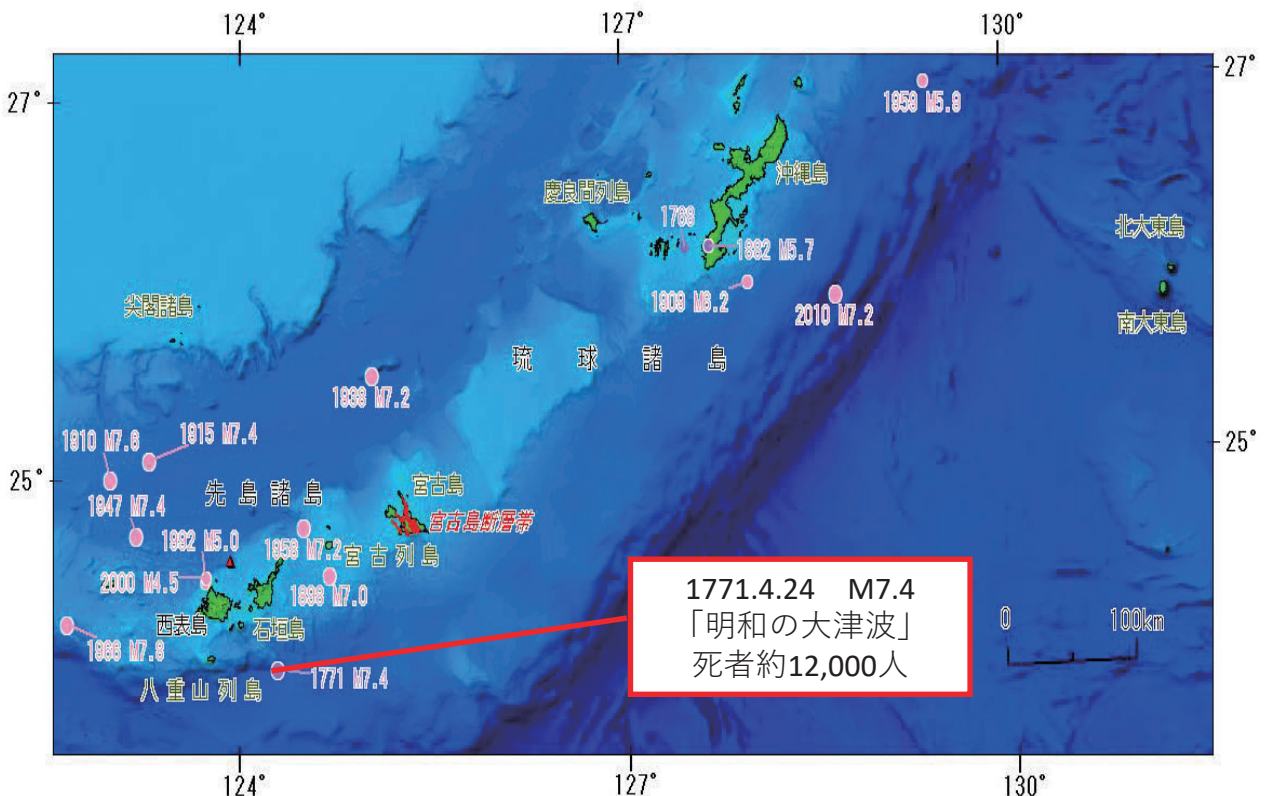 124°
127°
130°
27°
27°
1959 M5.9
沖縄島
慶良間列島
1768
1882 M5.7
北大東島
1909 M6.2
2010 M7.2
南大東島
尖閣諸島
琉球諸島
1938 M7.2
1910 M7.6
1915 M7.4
25°
25°
1947 M7.4
先島諸島
宮古島
宮古島断層帯
1992 M5.0
1958 M7.2
宮古列島
2000 M4.5
1898 M7.0
西表島
石垣島
1966 M7.8
1771 M7.4
八重山列島
1771.4.24 M7.4
「明和の大津波」
死者約12,000人
0 100km
124°
127°
130°